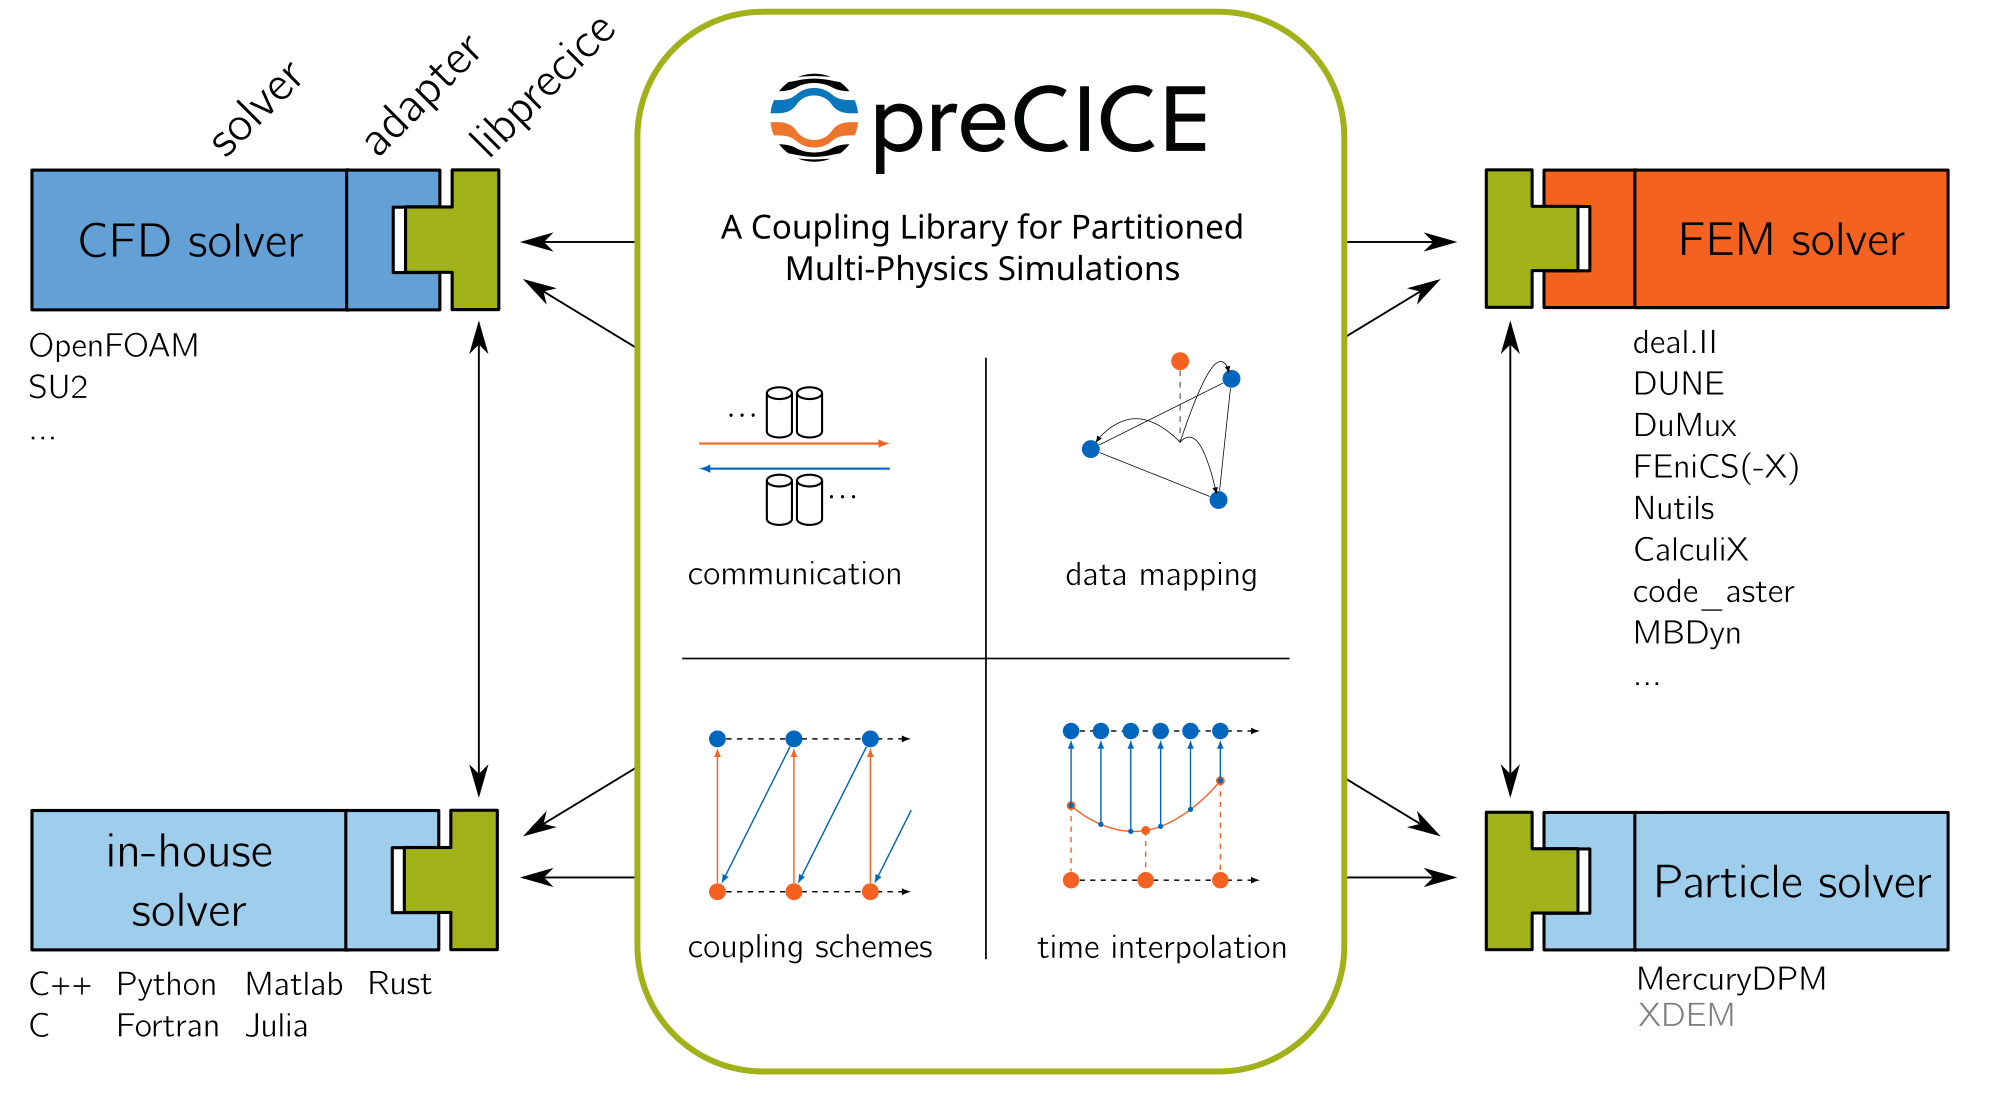 solver
adapter
libprecice
CFD solver
OpenFOAM
SU2
...
preCICE
A Coupling Library for Partitioned
Multi-Physics Simulations
...
...
communication
data mapping
coupling schemes
time interpolation
FEM solver
deal.II
DUNE
DuMux
FEniCS(-X)
Nutils
CalculiX
code_aster
MBDyn
...
in-house
solver
C++ Python Matlab Rust
C Fortran Julia
Particle solver
MercuryDPM
XDEM